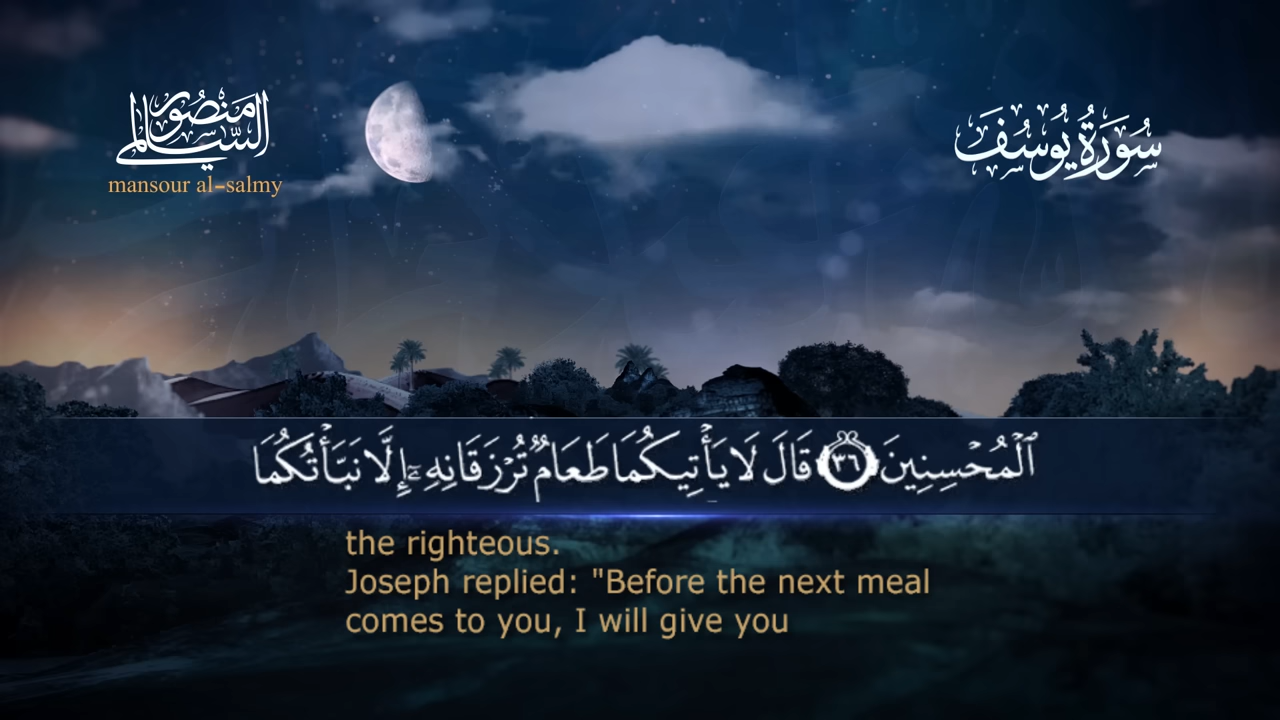 منصور السالمي
mansour al-salmy
سُورَةُ يُوسُفَ
ٱلْمُحْسِنِينَ ٣٦ قَالَ لَا يَأْتِيكُمَا طَعَامٌ تُرْزَقَانِهِۦٓ إِلَّا نَبَّأْتُكُمَا
the righteous.
Joseph replied: "Before the next meal
comes to you, I will give you